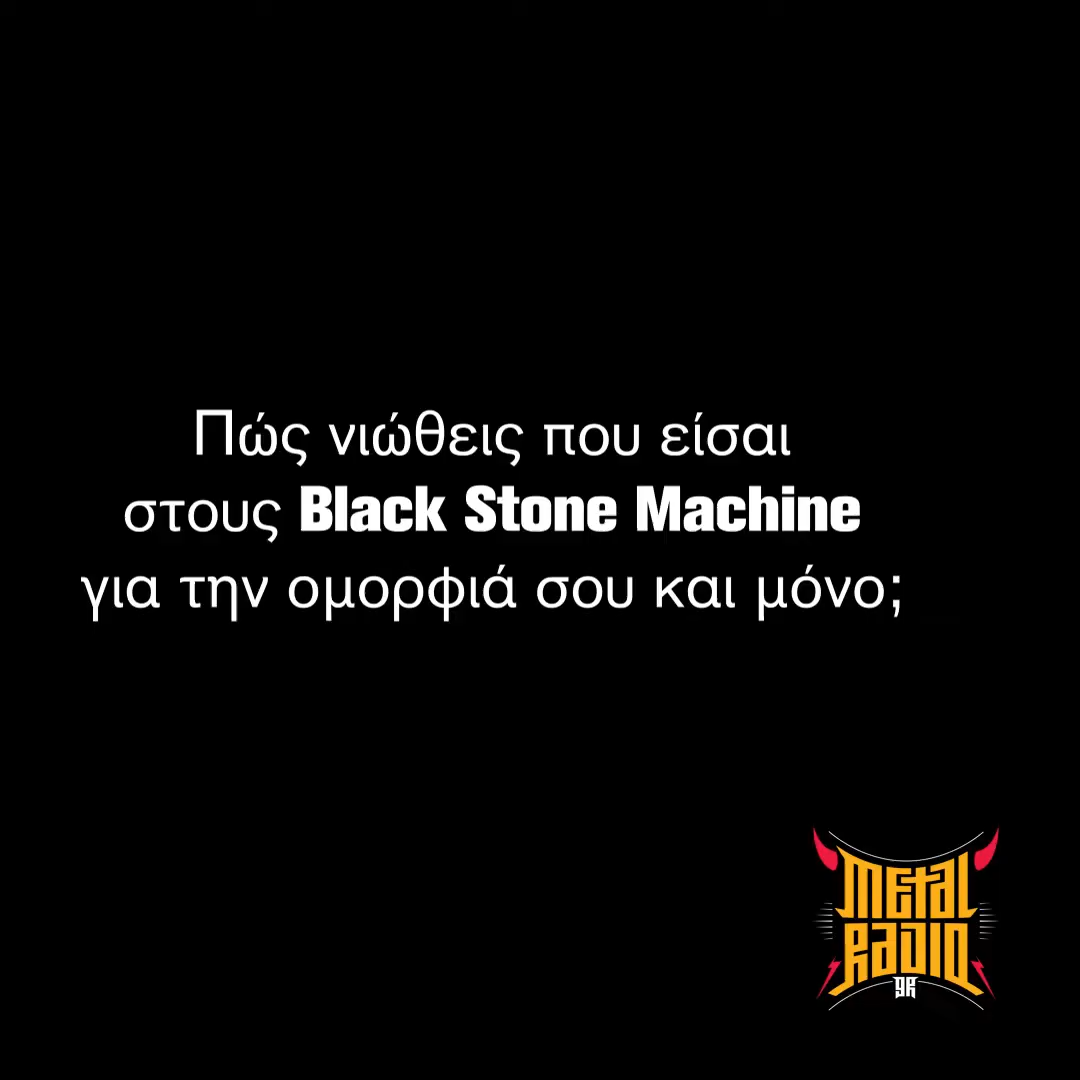 Πώς νιώθεις που είσαι
στους Black Stone Machine
για την ομορφιά σου και μόνο;
METAL
RADIO
GR